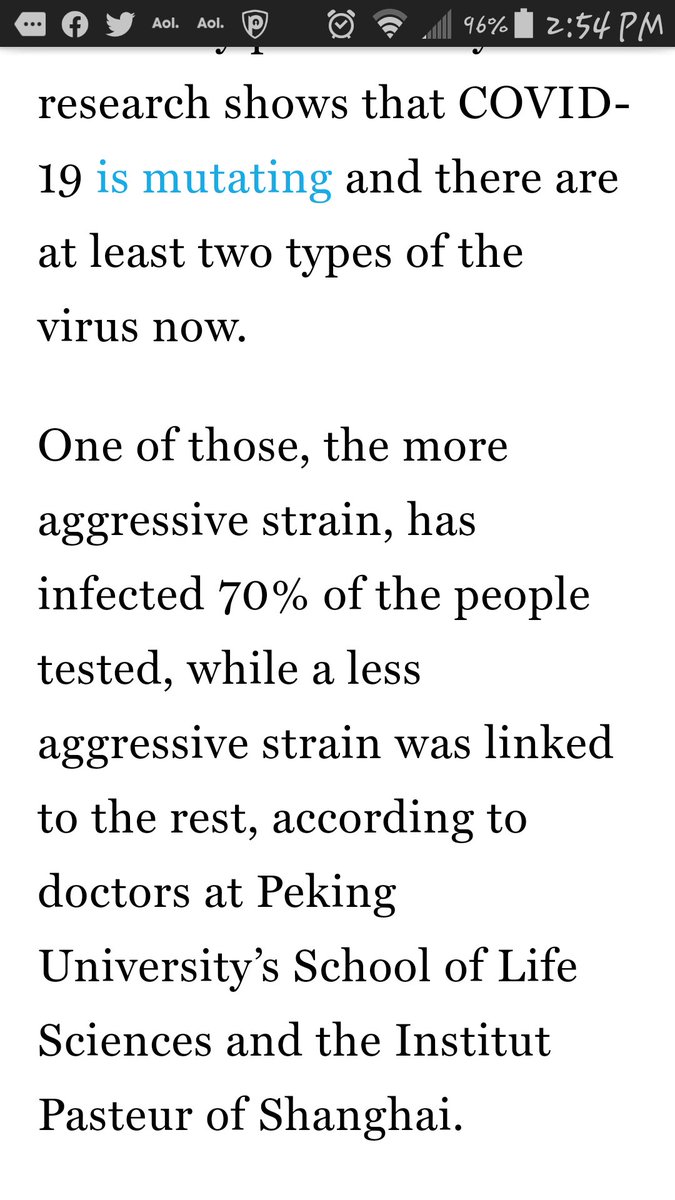 Aol. Aol. 96% 2:54 PM
research shows that COVID-
19 is mutating and there are
at least two types of the
virus now.
One of those, the more
aggressive strain, has
infected 70% of the people
tested, while a less
aggressive strain was linked
to the rest, according to
doctors at Peking
University’s School of Life
Sciences and the Institut
Pasteur of Shanghai.